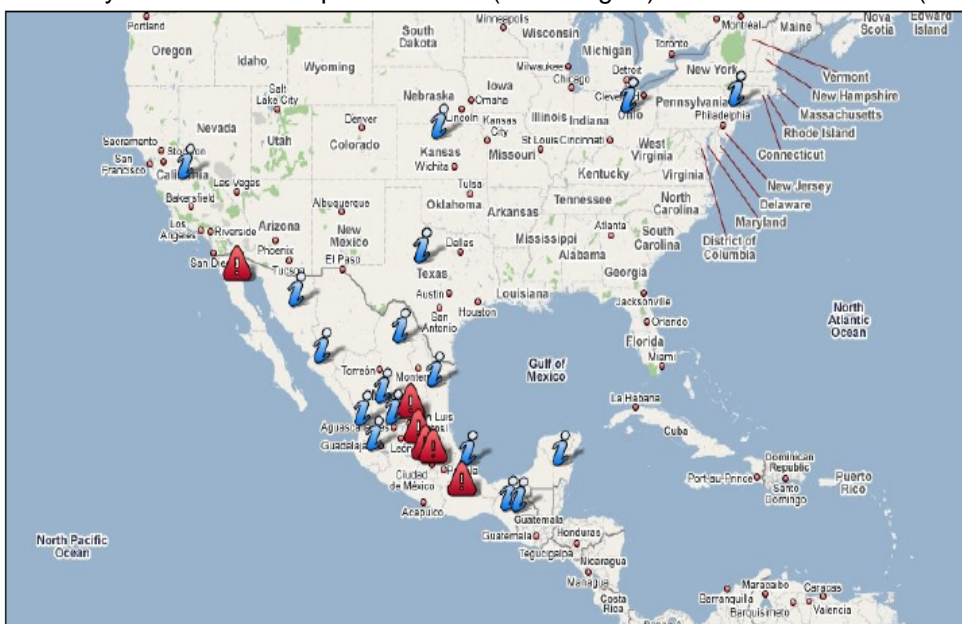 Portland
Minneapolis
Montreal
Maine
Nova
Scotia
Edward
Island
Oregon
Idaho
Wyoming
South
Dakota
Wisconsin
Michigan
Toronto
Milwaukee
Chicago
Detroit
New York
Vermont
New Hampshire
Massachusetts
Rhode Island
Connecticut
Salt
Lake City
Nebraska
Iowa
Omaha
Lincoln
Illinois
Indiana
Ohio
Pennsylvania
Philadelphia
Nevada
Utah
Denver
Colorado
Kansas
City
Kansas
Missouri
St Louis
Cincinnati
West
Virginia
Virginia
Sacramento
San
Francisco
Las Vegas
Bakersfield
Wichita
Kentucky
New Jersey
Delaware
Maryland
District of
Columbia
Tulsa
Oklahoma
Arkansas
Tennessee
North
Carolina
Albuquerque
Arizona
New
Mexico
Los
Angeles
Riverside
Phoenix
El Paso
Dallas
Texas
Mississippi
Alabama
Atlanta
South
Carolina
Georgia
Austin
San
Antonio
Houston
Louisiana
Jacksonville
Orlando
Florida
Miami
North
Atlantic
Ocean
Torreón
Gulf of
Mexico
La Habana
Cuba
Ciudad
de México
Acapulco
Port-au-Prince
Dominican
Republic
Santo
Domingo
Puerto
Rico
Guatemala
Guatemala
Honduras
Tegucigalpa
Nicaragua
Managua
Costa
Rica
North Pacific
Ocean
Barranquilla
Maracaibo
Caracas
Barquisimeto
Valencia